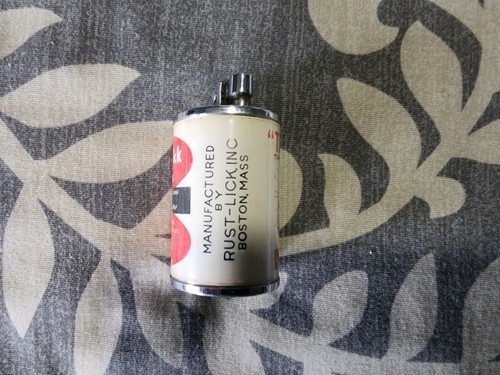 MANUFACTURED
BY
RUST-LICK, INC
BOSTON, MASS